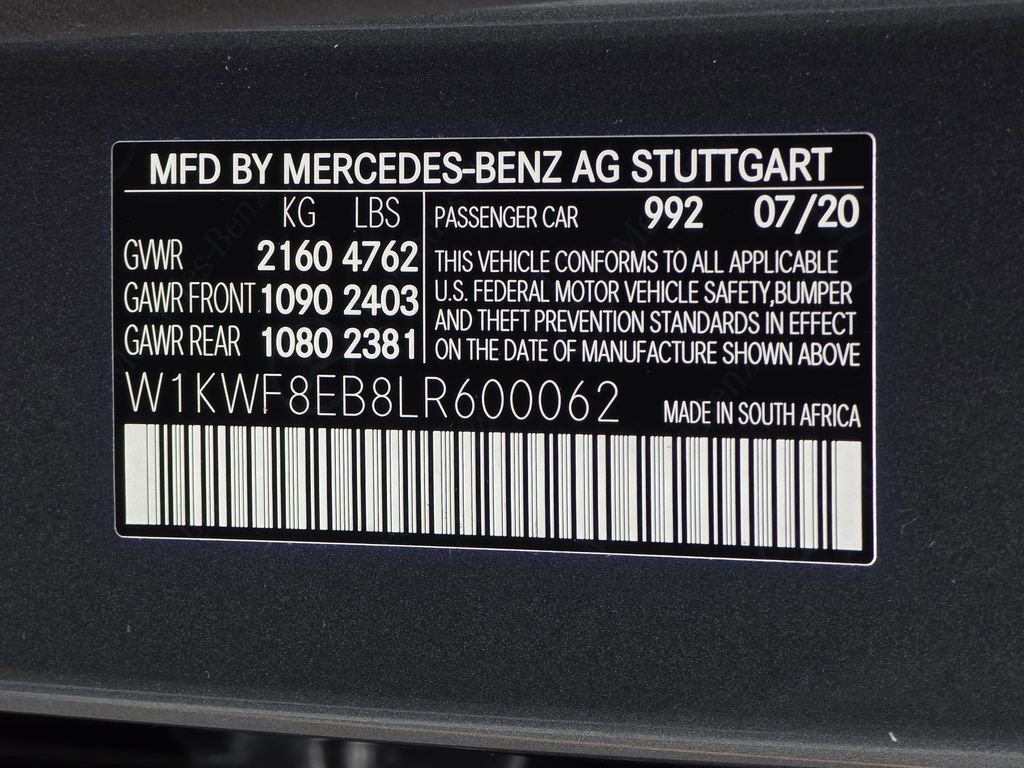 MFD BY MERCEDES-BENZ AG STUTTGART
KG LBS
GVWR 2160 4762
GAWR FRONT 1090 2403
GAWR REAR 1080 2381
PASSENGER CAR 992 07/20
THIS VEHICLE CONFORMS TO ALL APPLICABLE
U.S. FEDERAL MOTOR VEHICLE SAFETY,BUMPER
AND THEFT PREVENTION STANDARDS IN EFFECT
ON THE DATE OF MANUFACTURE SHOWN ABOVE
W1KWF8EB8LR600062
MADE IN SOUTH AFRICA